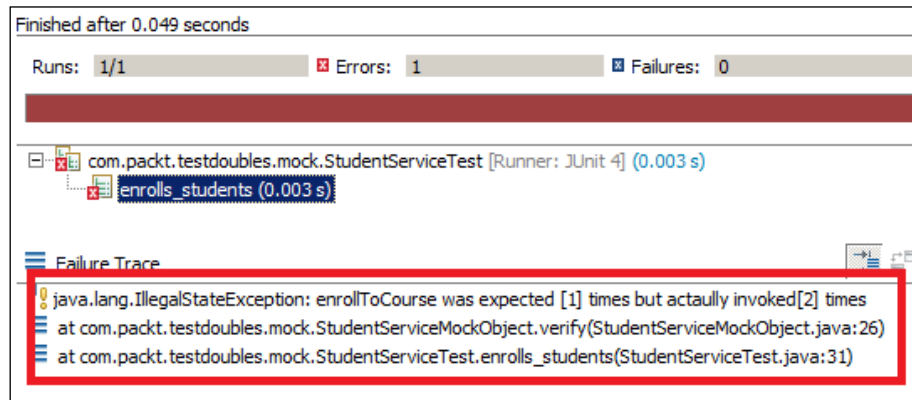 Finished after 0.049 seconds
Runs: 1/1 Errors: 1 Failures: 0
com.packt.testdoubles.mock.StudentServiceTest [Runner: JUnit 4] (0.003 s)
enrolls_students (0.003 s)
Failure Trace
java.lang.IllegalStateException: enrollToCourse was expected [1] times but actaully invoked[2] times
at com.packt.testdoubles.mock.StudentServiceMockObject.verify(StudentServiceMockObject.java:26)
at com.packt.testdoubles.mock.StudentServiceTest.enrolls_students(StudentServiceTest.java:31)